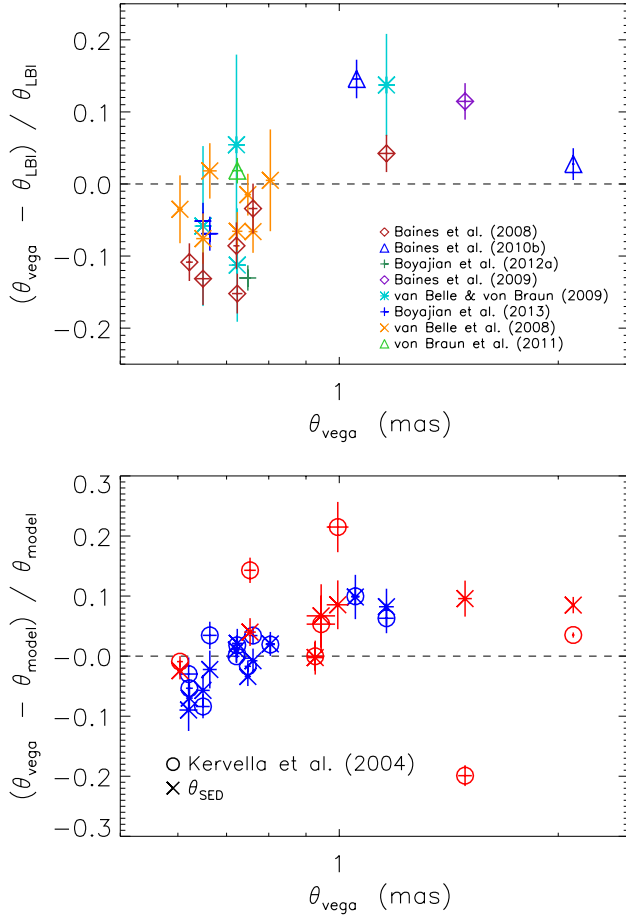 0.2
0.1
0.0
−0.1
−0.2
(θvega − θLBI) / θLBI
Baines et al. (2008)
Baines et al. (2010b)
Boyajian et al. (2012a)
Baines et al. (2009)
van Belle & von Braun (2009)
Boyajian et al. (2013)
van Belle et al. (2008)
von Braun et al. (2011)
1
θvega (mas)
0.3
0.2
0.1
−0.0
−0.1
−0.2
−0.3
(θvega − θmodel) / θmodel
Kervella et al. (2004)
θSED
1
θvega (mas)